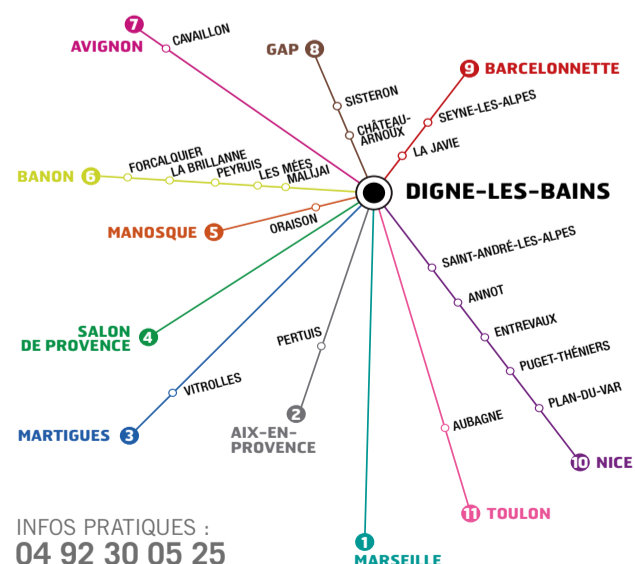 7
AVIGNON
CAVAILLON
GAP 8
9 BARCELONNETTE
SISTERON
CHÂTEAU-
ARNOUX
SEYNE-LES-ALPES
LA JAVIE
BANON 6
FORCALQUIER
LA BRILLANNE
PEYRUIS
LES MÉES
MALIJAI
DIGNE-LES-BAINS
MANOSQUE 5
ORAISON
SAINT-ANDRÉ-LES-ALPES
ANNOT
ENTREVAUX
PUGET-THÉNIERS
PLAN-DU-VAR
10 NICE
SALON
DE PROVENCE 4
PERTUIS
VITROLLES
MARTIGUES 3
2
AIX-EN-
PROVENCE
AUBAGNE
11 TOULON
1
MARSEILLE
INFOS PRATIQUES :
04 92 30 05 25